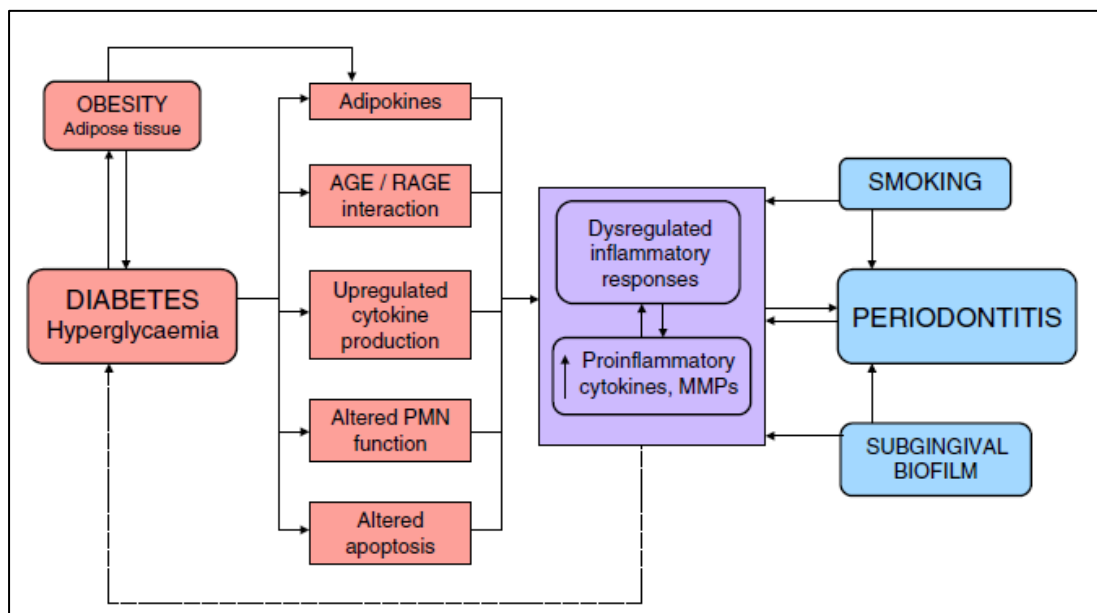 OBESITY
Adipose tissue
DIABETES
Hyperglycaemia
Adipokines
AGE / RAGE
interaction
Upregulated
cytokine
production
Altered PMN
function
Altered
apoptosis
Dysregulated
inflammatory
responses
Proinflammatory
cytokines, MMPs
SMOKING
PERIODONTITIS
SUBGINGIVAL
BIOFILM